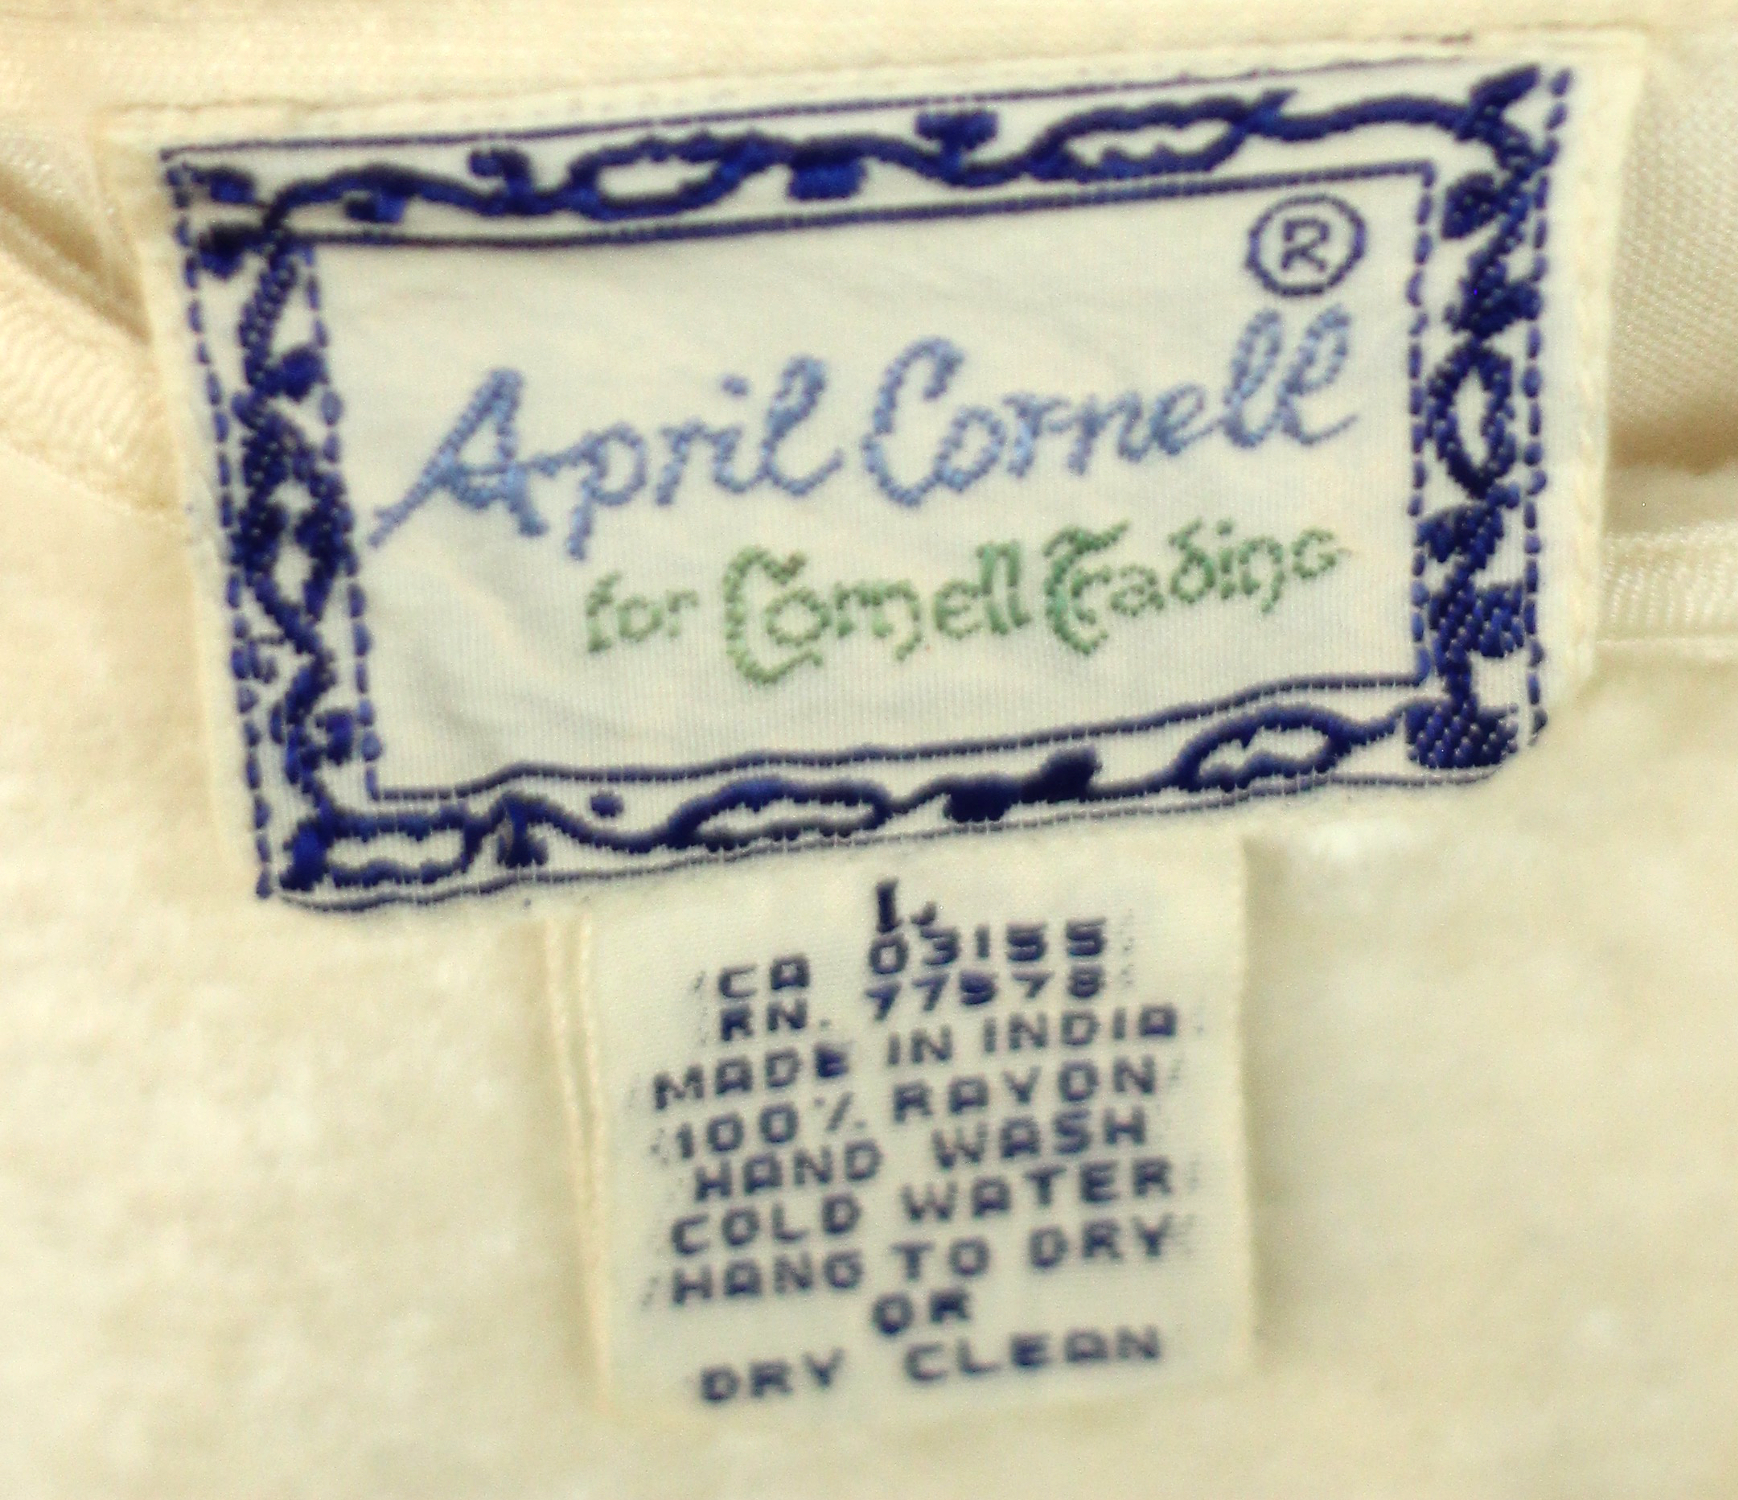 ®
April Cornell
for Cornell Trading
L
CA 03155
RN. 77578
MADE IN INDIA
100% RAYON
HAND WASH
COLD WATER
HANG TO DRY
OR
DRY CLEAN